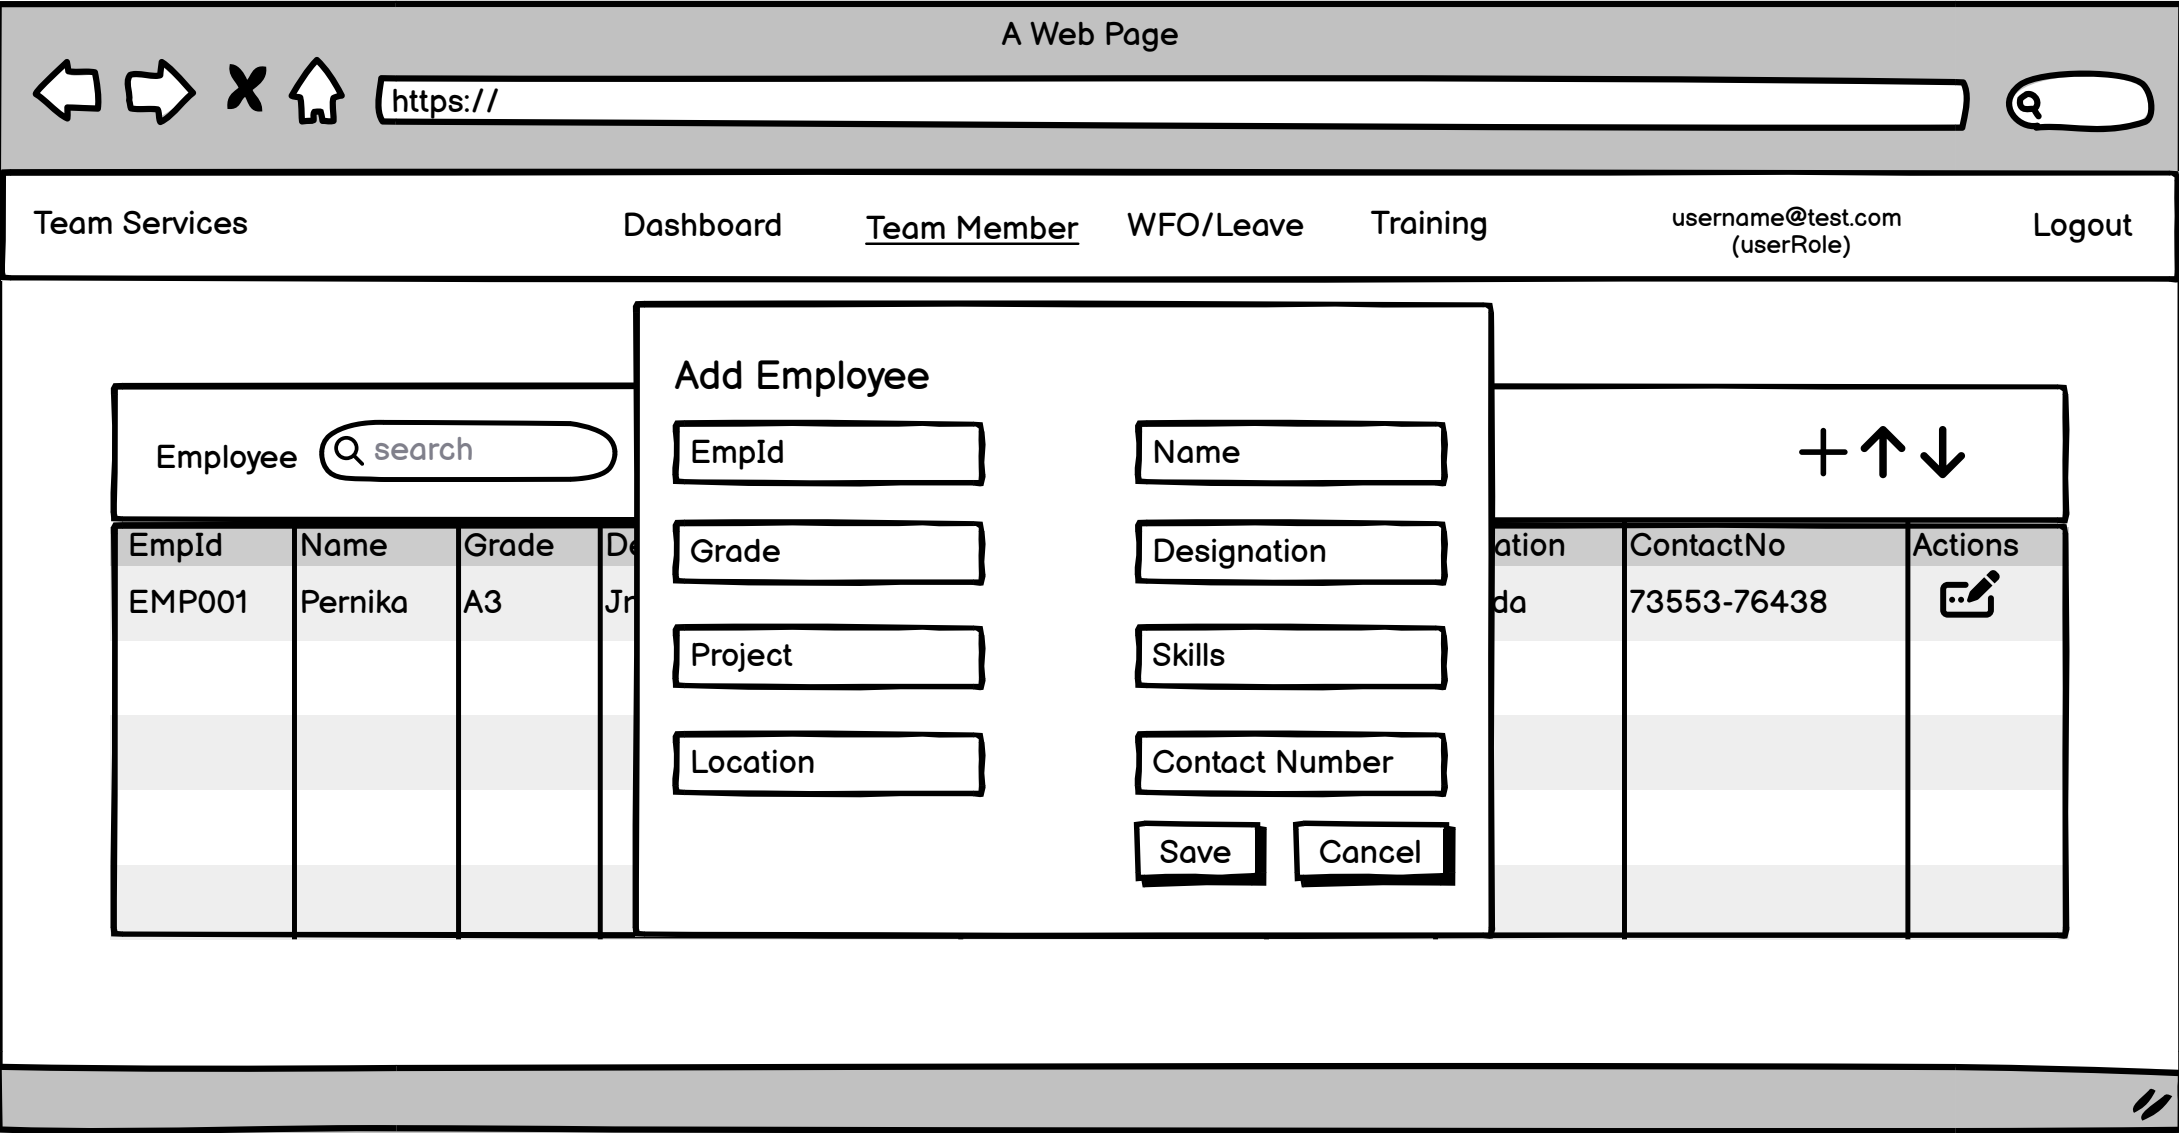 A Web Page
https://
Team Services Dashboard Team Member WFO/Leave Training username@test.com Logout
(userRole)
Add Employee
Employee search
EmpId Name
EmpId Name Grade De ation ContactNo Actions
Grade Designation
EMP001 Pernika A3 Jr da 73553-76438
Project Skills
Location Contact Number
Save Cancel